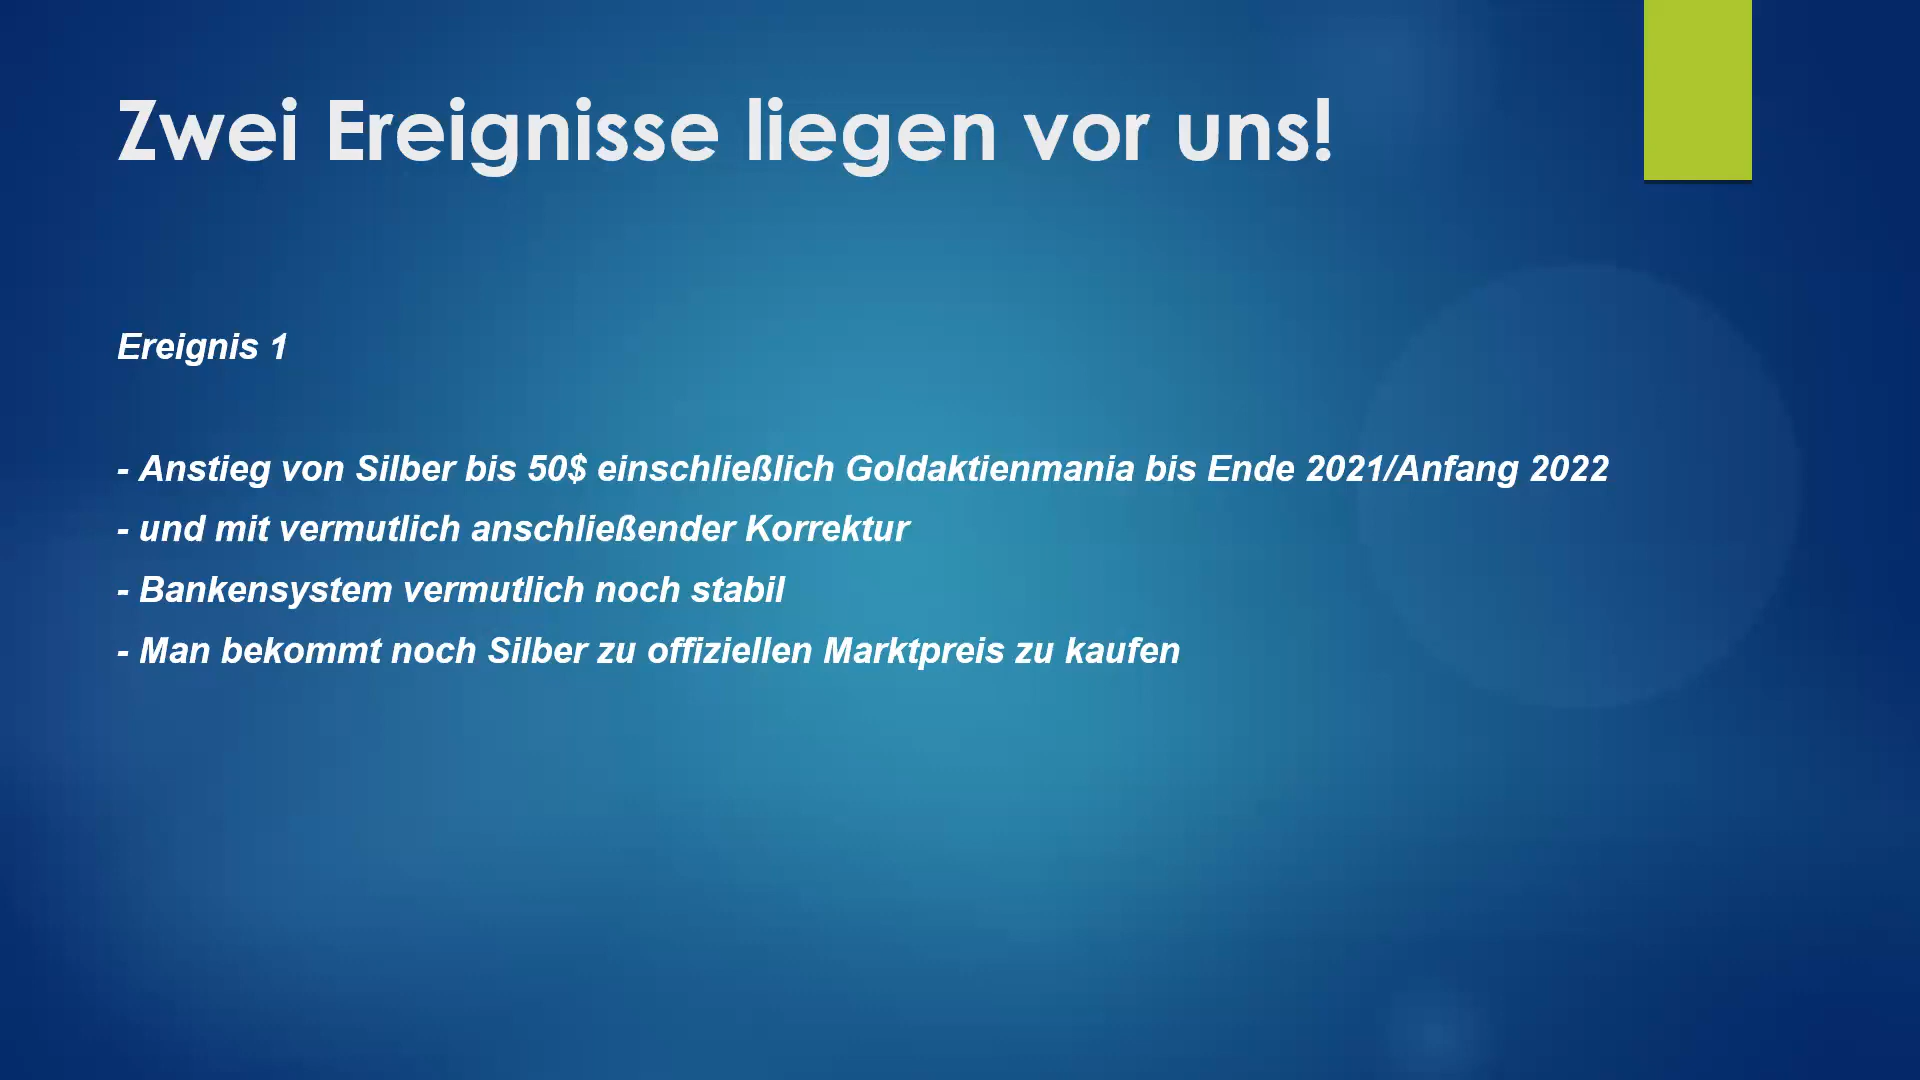 Zwei Ereignisse liegen vor uns!
Ereignis 1
- Anstieg von Silber bis 50$ einschließlich Goldaktienmania bis Ende 2021/Anfang 2022
- und mit vermutlich anschließender Korrektur
- Bankensystem vermutlich noch stabil
- Man bekommt noch Silber zu offiziellen Marktpreis zu kaufen